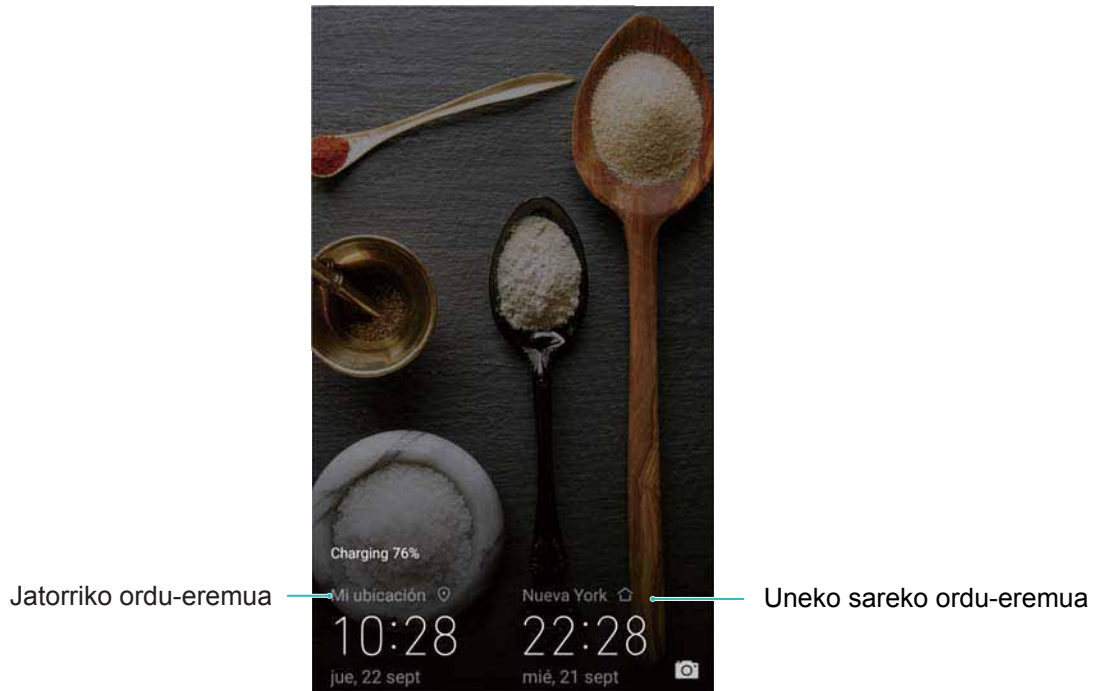 Charging 76%
Jatorriko ordu-eremua
Mi ubicación
Nueva York
Uneko sareko ordu-eremua
10:28
22:28
jue, 22 sept
mié, 21 sept